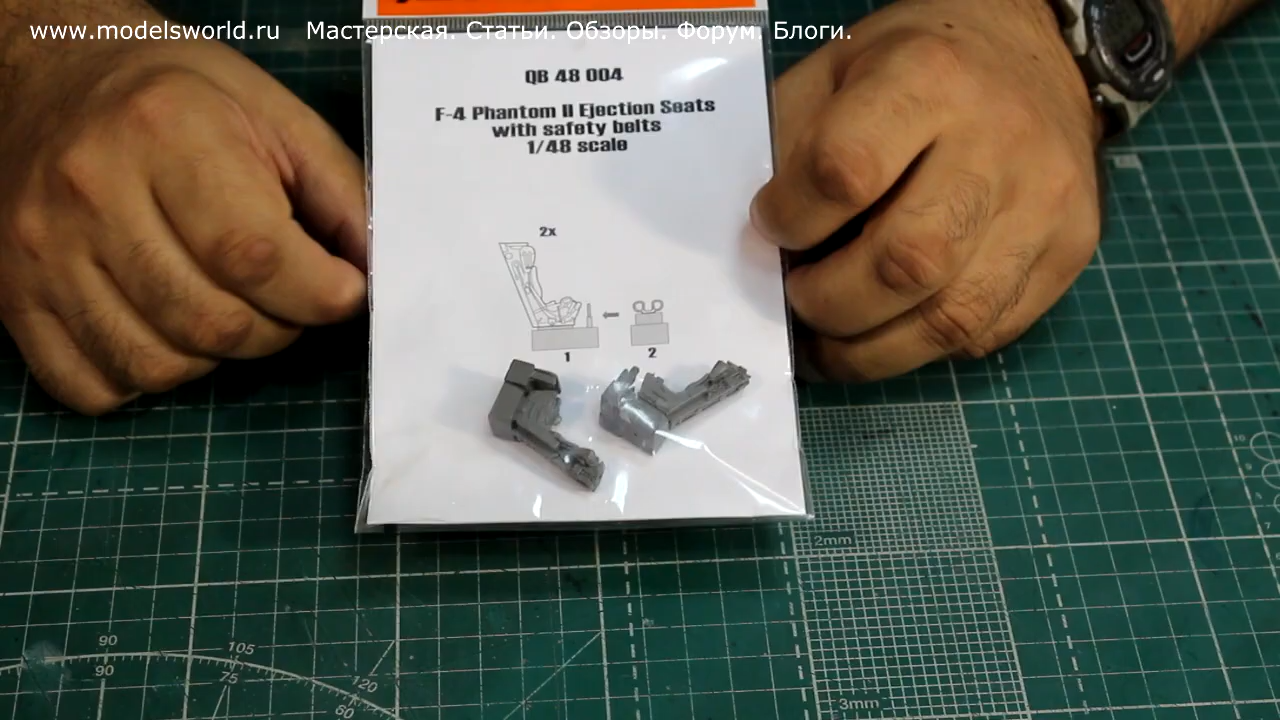 www.modelsworld.ru Мастерская. Статьи. Обзоры. Форум. Блоги.
QB 48 004
F-4 Phantom II Ejection Seats
with safety belts
1/48 scale
2x
1
2
2mm
3mm
90
105
120
90
75
60
10